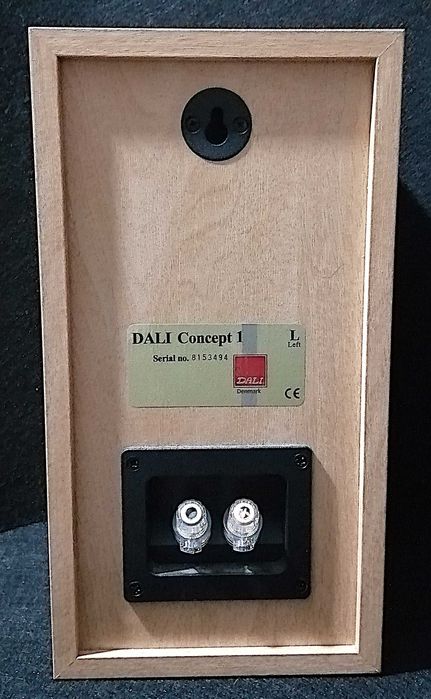 DALI Concept 1 L
Left
Serial no. 8153494
DALI
Denmark
CE